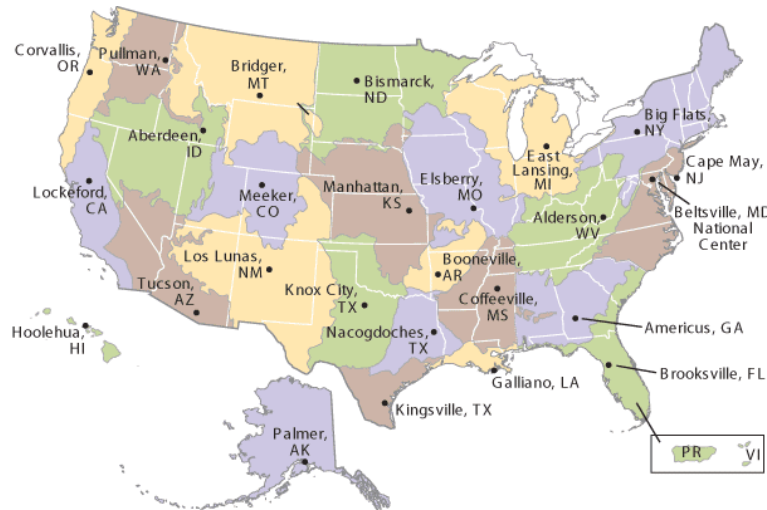 Corvallis,
OR
Pullman,
WA
Bridger,
MT
Bismarck,
ND
Big Flats,
NY
Aberdeen,
ID
East
Lansing,
MI
Cape May,
NJ
Lockeford,
CA
Meeker,
CO
Manhattan,
KS
Elsberry,
MO
Beltsville, MD
National
Center
Alderson,
WV
Los Lunas,
NM
Booneville,
AR
Tucson,
AZ
Knox City,
TX
Coffeeville,
MS
Hoolehua,
HI
Nacogdoches,
TX
Americus, GA
Brooksville, FL
Galliano, LA
Kingsville, TX
Palmer,
AK
PR
VI